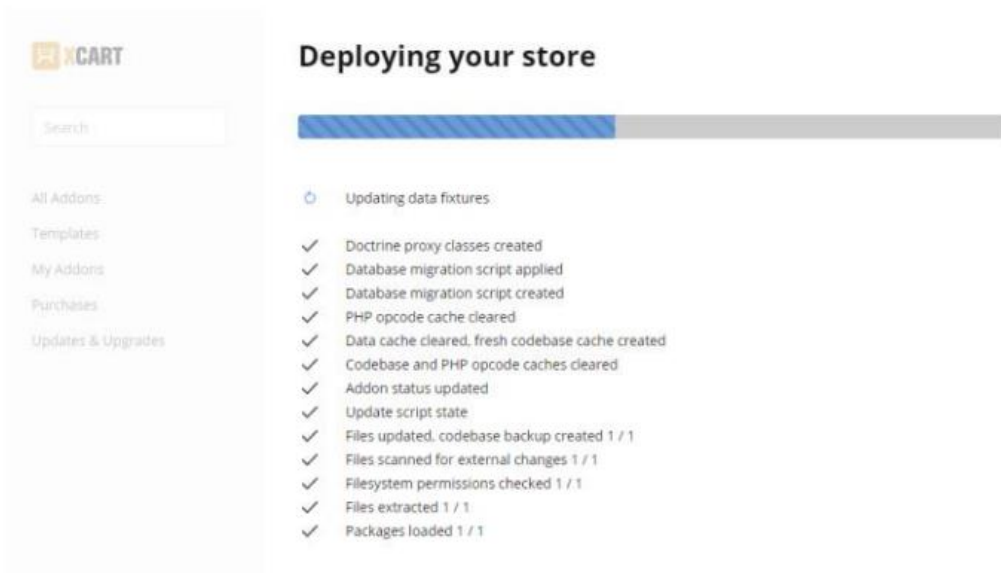 XCART
Deploying your store
Search
All Addons
Templates
My Addons
Purchases
Updates & Upgrades
Updating data fixtures
Doctrine proxy classes created
Database migration script applied
Database migration script created
PHP opcode cache cleared
Data cache cleared, fresh codebase cache created
Codebase and PHP opcode caches cleared
Addon status updated
Update script state
Files updated, codebase backup created 1 / 1
Files scanned for external changes 1 / 1
Filesystem permissions checked 1 / 1
Files extracted 1 / 1
Packages loaded 1 / 1